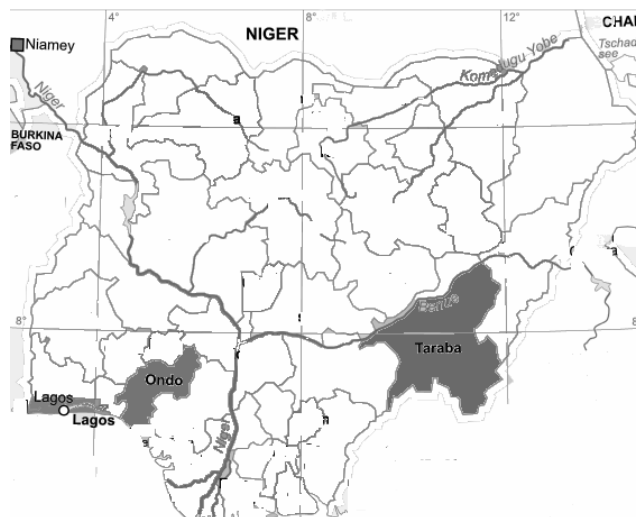 4°
8°
12°
NIGER
CHA
Niamey
Tschad-
see
Komadugu Yobe
Niger
BURKINA
FASO
Benue
8°
8
Taraba
Ondo
Lagos
Lagos
Niger